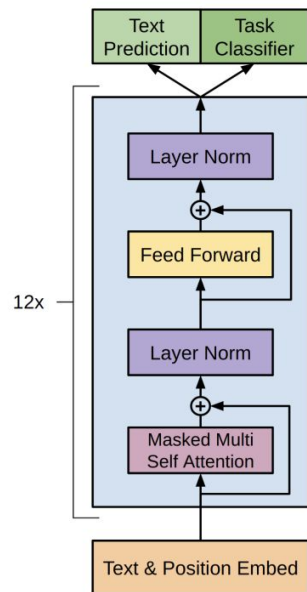 Text
Prediction
Task
Classifier
Layer Norm
+
Feed Forward
12x
Layer Norm
+
Masked Multi
Self Attention
Text & Position Embed